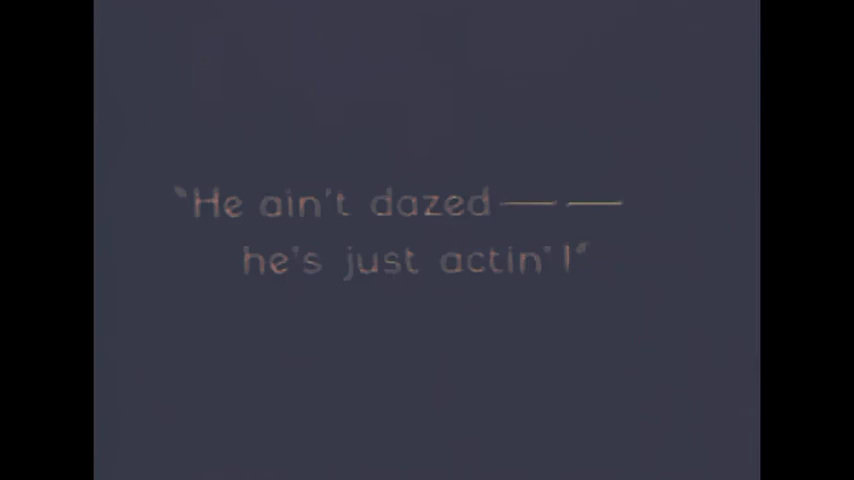 "He ain't dazed — —
he's just actin'!"